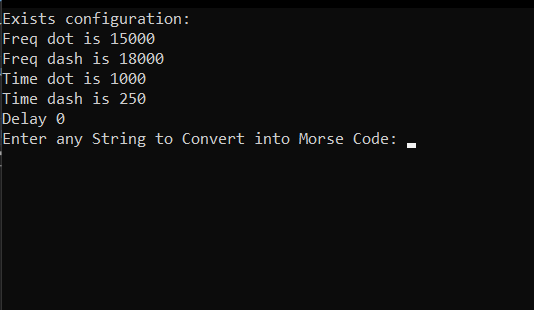 Exists configuration:
Freq dot is 15000
Freq dash is 18000
Time dot is 1000
Time dash is 250
Delay 0
Enter any String to Convert into Morse Code: